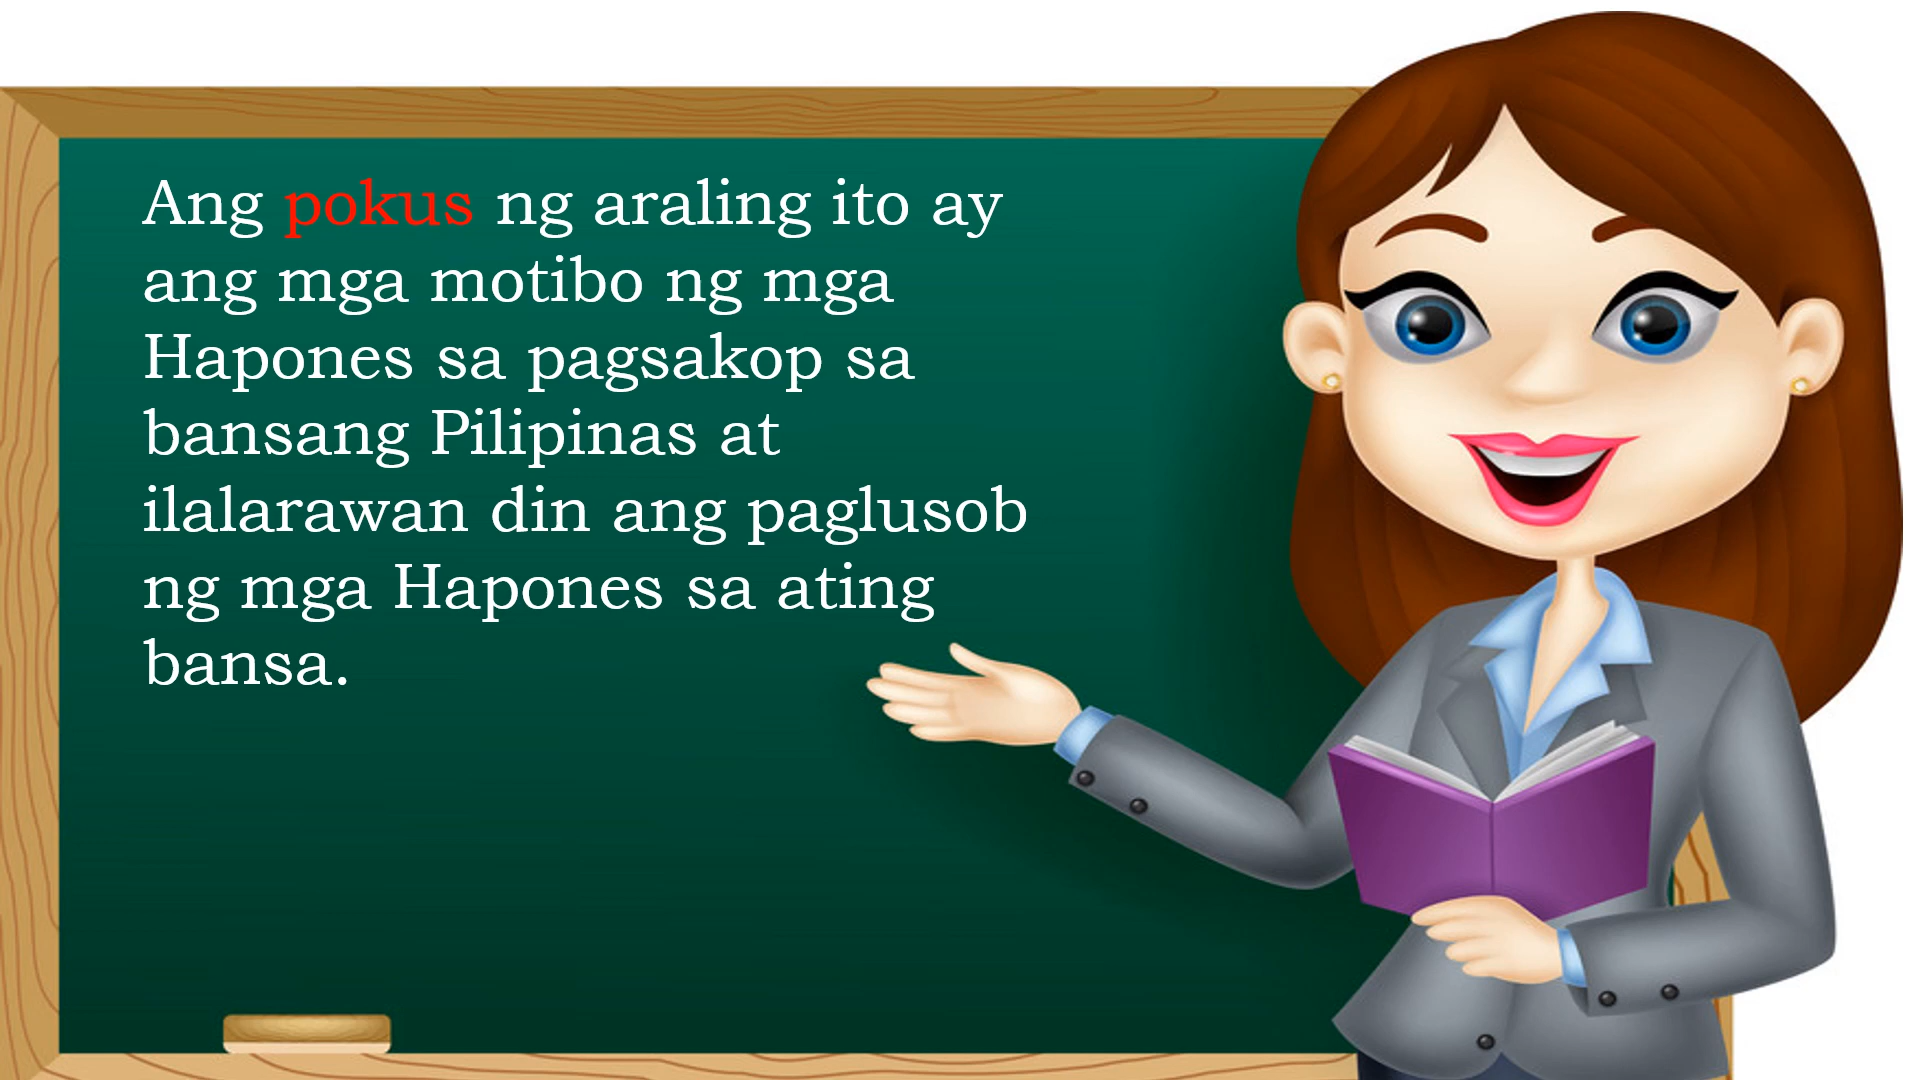 Ang pokus ng araling ito ay
ang mga motibo ng mga
Hapones sa pagsakop sa
bansang Pilipinas at
ilalarawan din ang paglusob
ng mga Hapones sa ating
bansa.